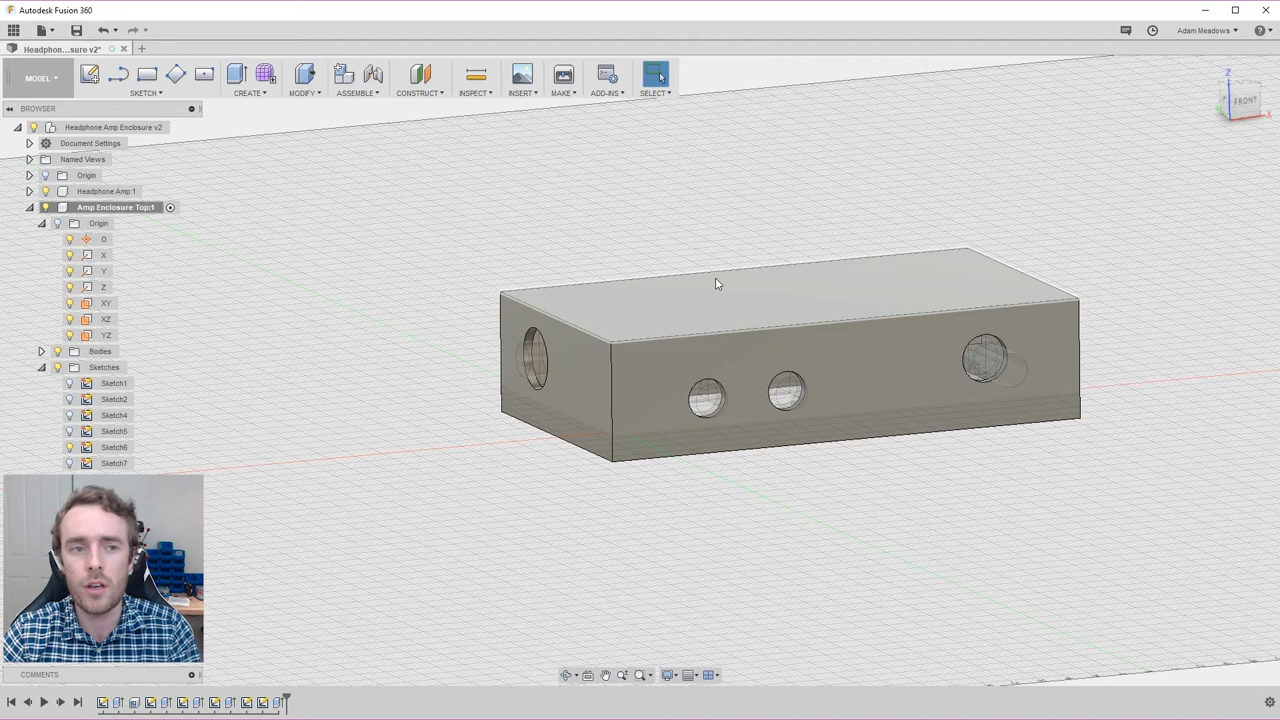 Autodesk Fusion 360
Adam Meadows
Headphon...sure v2*
MODEL
SKETCH
CREATE
MODIFY
ASSEMBLE
CONSTRUCT
INSPECT
INSERT
MAKE
ADD-INS
SELECT
Z
FRONT
X
BROWSER
Headphone Amp Enclosure v2
Document Settings
Named Views
Origin
Headphone Amp:1
Amp Enclosure Top:1
Origin
O
X
Y
Z
XY
XZ
YZ
Bodies
Sketches
Sketch1
Sketch2
Sketch4
Sketch5
Sketch6
Sketch7
COMMENTS